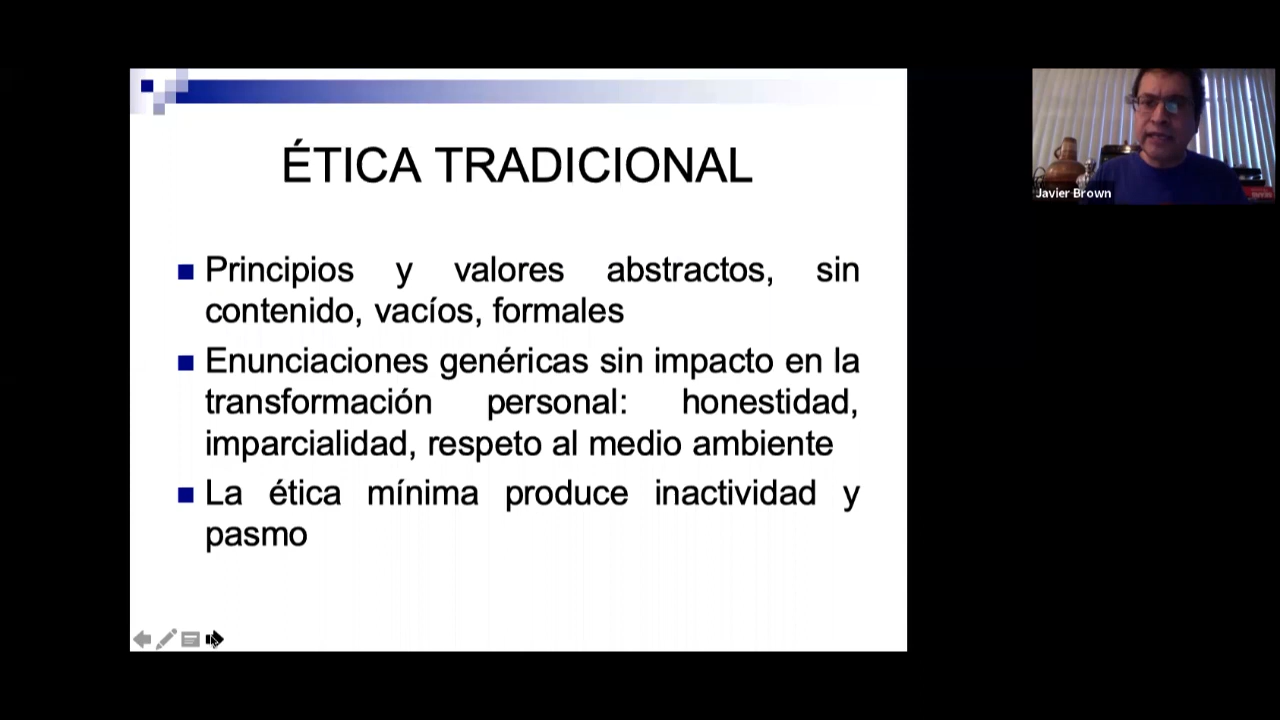 ÉTICA TRADICIONAL
Principios y valores abstractos, sin
contenido, vacíos, formales
Enunciaciones genéricas sin impacto en la
transformación personal: honestidad,
imparcialidad, respeto al medio ambiente
La ética mínima produce inactividad y
pasmo
Javier Brown